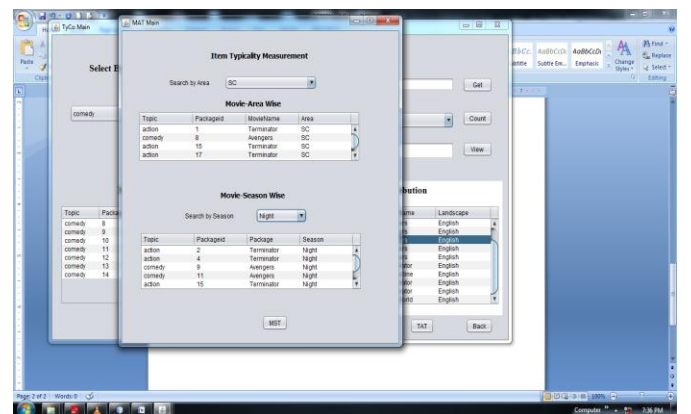 TyCo Main
MAT Main
Item Typicality Measurement
Search by Area SC
Movie-Area Wise
Topic Packageid MovieName Area
action 1 Terminator SC
comedy 8 Avengers SC
action 15 Terminator SC
action 17 Terminator SC
Movie-Season Wise
Search by Season Night
Topic Packageid Package Season
action 2 Terminator Night
action 4 Terminator Night
comedy 9 Avengers Night
comedy 11 Avengers Night
action 15 Terminator Night
MST
Select
comedy
Topic
comedy 8
comedy 9
comedy 10
comedy 11
comedy 12
comedy 13
comedy 14
Get
Count
View
Landscape
English
English
English
English
English
English
English
English
TAT Back
Paste
AaBbCcDc AaBbCcDc
Subtle Em... Emphasis
Change
Styles
Find
Replace
Select
Editing
Page: 2 of 2 Words: 0
100%
Computer
7:36 PM